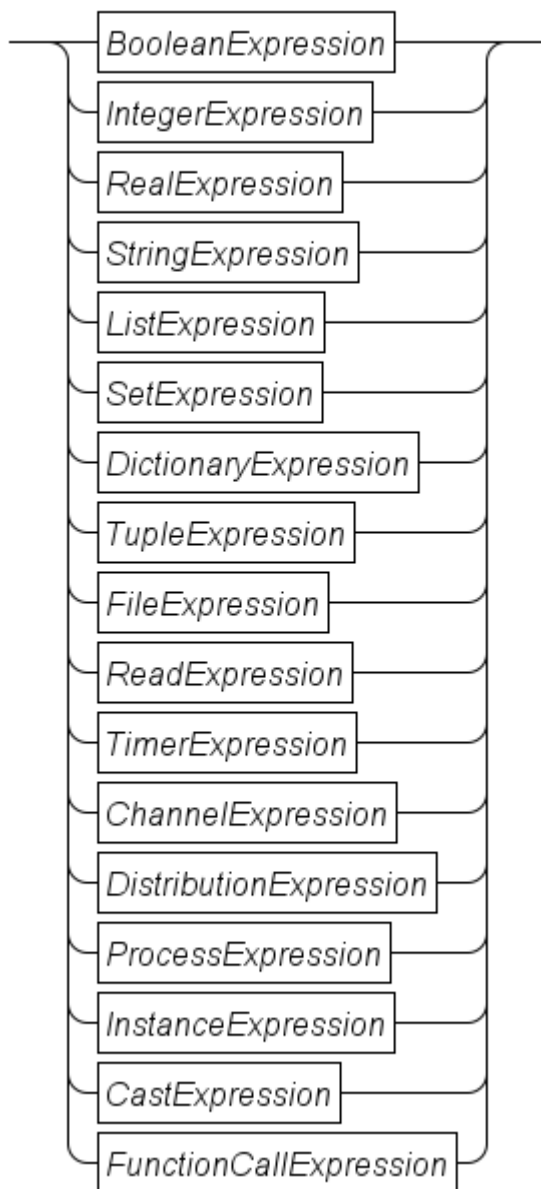 BooleanExpression
IntegerExpression
RealExpression
StringExpression
ListExpression
SetExpression
DictionaryExpression
TupleExpression
FileExpression
ReadExpression
TimerExpression
ChannelExpression
DistributionExpression
ProcessExpression
InstanceExpression
CastExpression
FunctionCallExpression